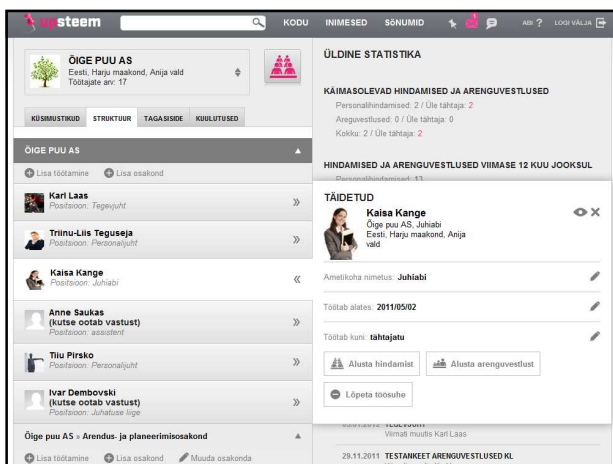 upsteem
KODU INIMESED SÕNUMID ABI ? LOGI VÄLJA
ÕIGE PUU AS
Eesti, Harju maakond, Anija vald
Töötajate arv: 17
KÜSIMUSTIKUD STRUKTUUR TAGASISIDE KUULUTUSED
ÕIGE PUU AS
Lisa töötamine Lisa osakond
Karl Laas
Positsioon: Tegevjuht
Triinu-Liis Teguseja
Positsioon: Personalijuht
Kaisa Kange
Positsioon: Juhiabi
Anne Saukas
(kutse ootab vastust)
Positsioon: assistent
Tiiu Pirsko
Positsioon: Personalijuht
Ivar Dembovski
(kutse ootab vastust)
Positsioon: Juhatuse liige
Õige puu AS » Arendus- ja planeerimisosakond
Lisa töötamine Lisa osakond Muuda osakonda
ÜLDINE STATISTIKA
KÄIMASOLEVAD HINDAMISED JA ARENGUVESTLUSED
Personalihindamised: 2 / Üle tähtaja: 2
Areguvestlused: 0 / Üle tähtaja: 0
Kokku: 2 / Üle tähtaja: 2
HINDAMISED JA ARENGUVESTLUSED VIIMASE 12 KUU JOOKSUL
Personalihindamised: 13
TÄIDETUD
Kaisa Kange
Õige puu AS, Juhiabi
Eesti, Harju maakond, Anija
vald
Ametikoha nimetus: Juhiabi
Töötab alates: 2011/05/02
Töötab kuni: tähtajatu
Alusta hindamist Alusta arenguvestlust
Lõpeta töösuhe
Viimati muutis Karl Laas
29.11.2011 TESTANKEET ARENGUVESTLUSED KL